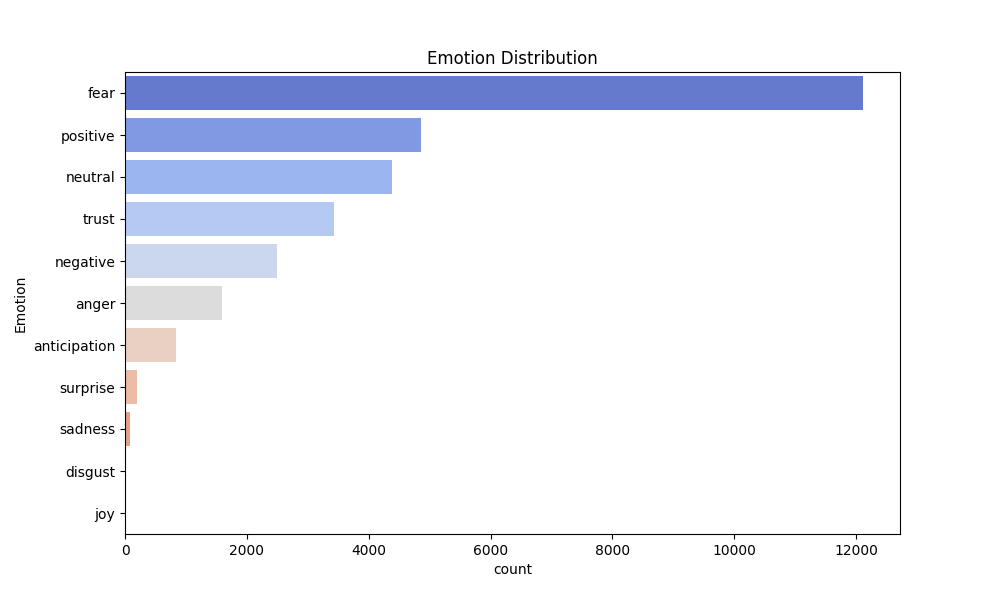 Emotion Distribution
fear
positive
neutral
trust
negative
anger
anticipation
surprise
sadness
disgust
joy
Emotion
0 2000 4000 6000 8000 10000 12000
count